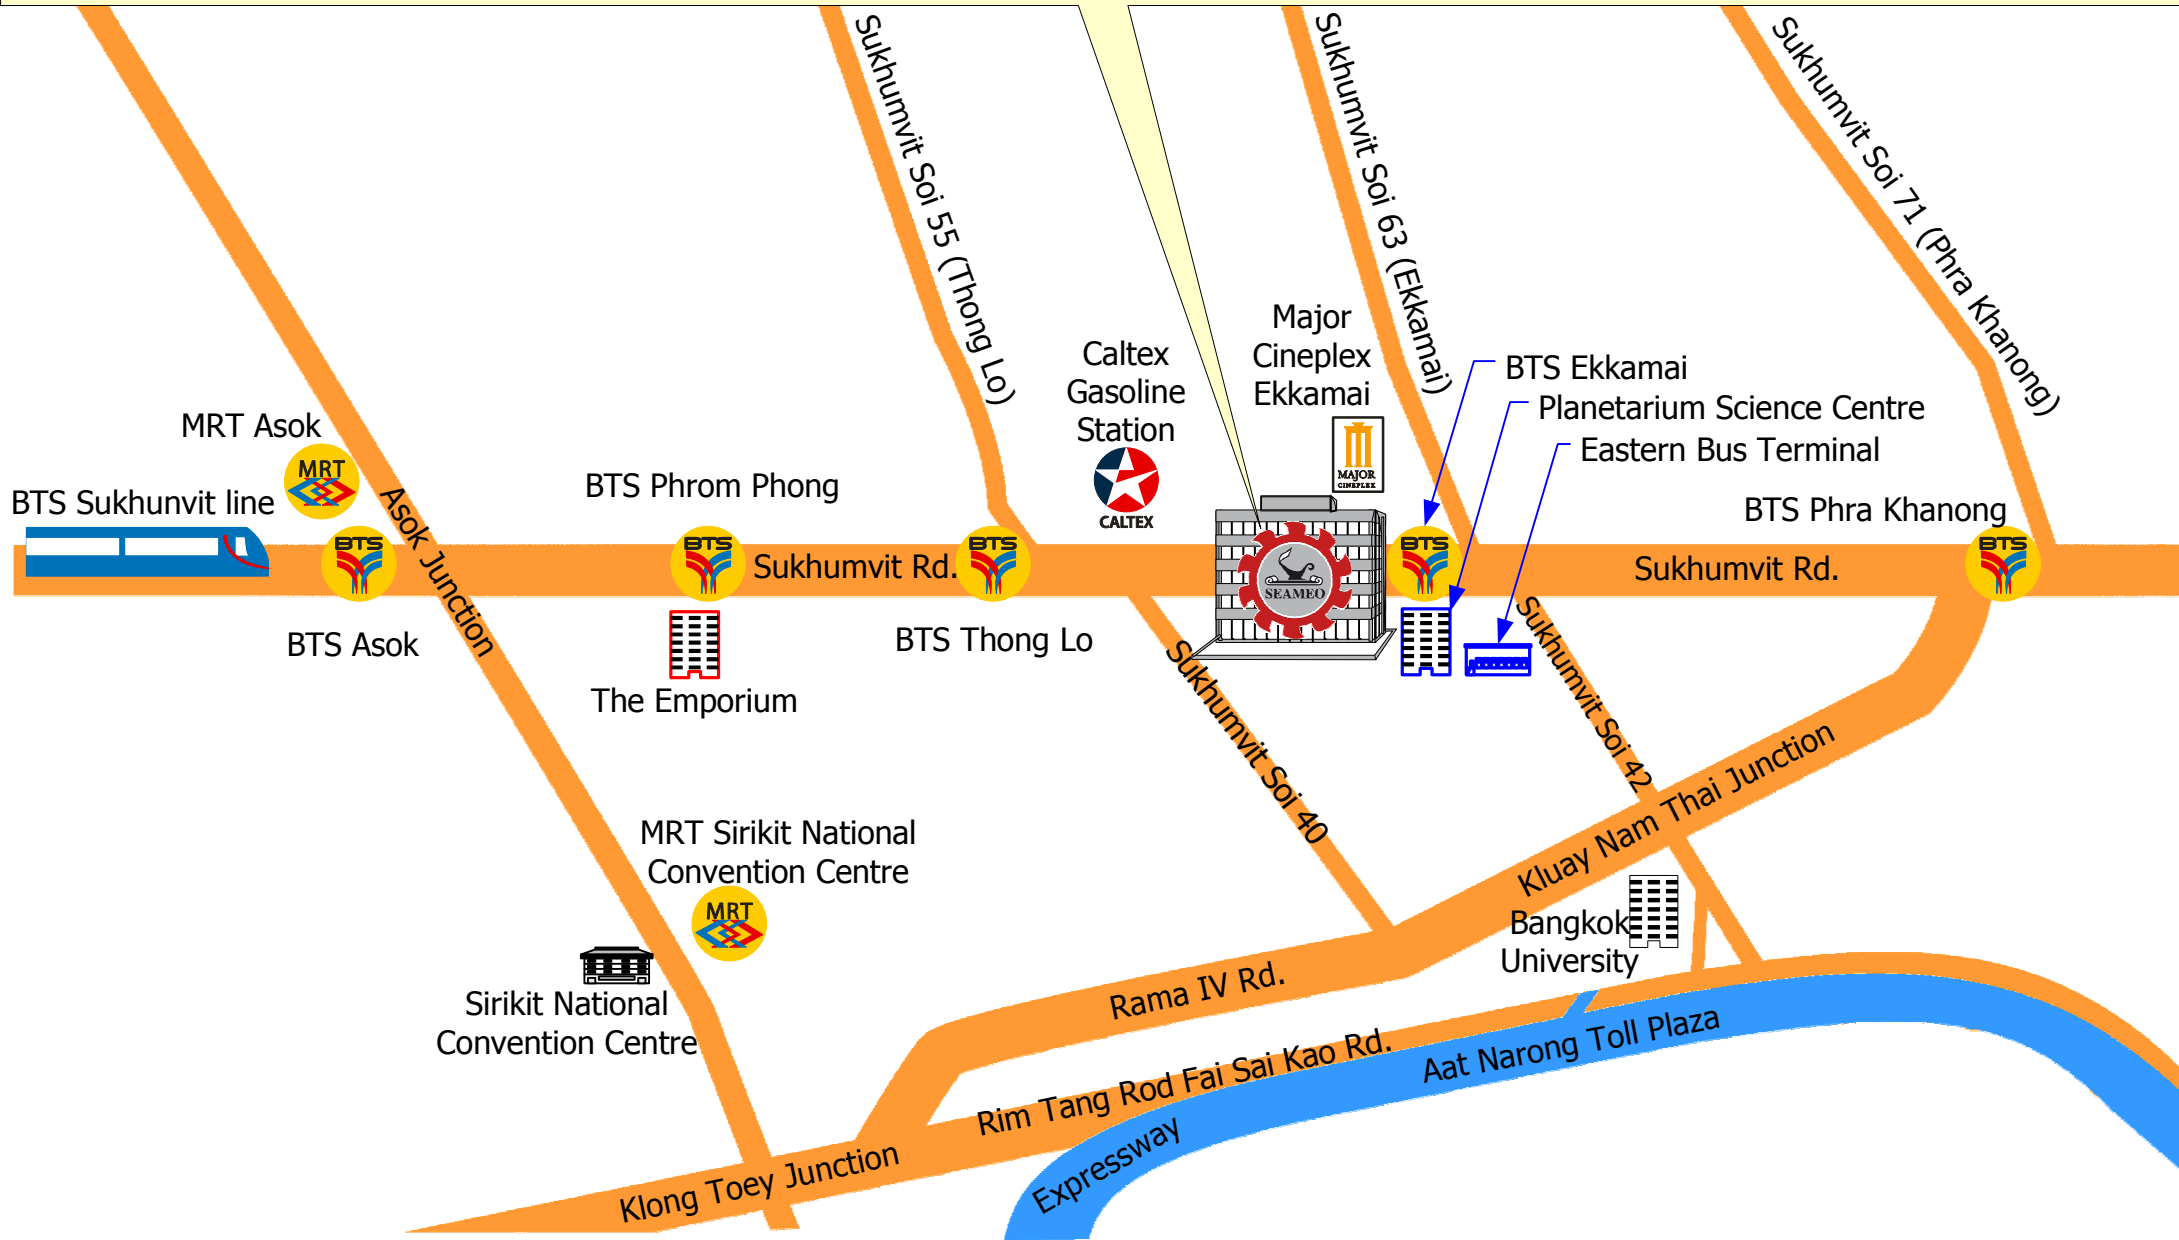 Sukhumvit Soi 55 (Thong Lo)
Sukhumvit Soi 63 (Ekkamai)
Sukhumvit Soi 71 (Phra Khanong)
Major
Cineplex
Ekkamai
MAJOR
CINEPLEX
Caltex
Gasoline
Station
CALTEX
BTS Ekkamai
Planetarium Science Centre
Eastern Bus Terminal
MRT Asok
MRT
BTS Sukhunvit line
Asok Junction
BTS Phrom Phong
BTS Phra Khanong
BTS
BTS
Sukhumvit Rd.
BTS
SEAMEO
BTS
Sukhumvit Rd.
BTS
BTS Asok
The Emporium
BTS Thong Lo
Sukhumvit Soi 40
Sukhumvit Soi 42
Kluay Nam Thai Junction
MRT Sirikit National
Convention Centre
MRT
Sirikit National
Convention Centre
Bangkok
University
Rama IV Rd.
Rim Tang Rod Fai Sai Kao Rd.
Aat Narong Toll Plaza
Expressway
Klong Toey Junction